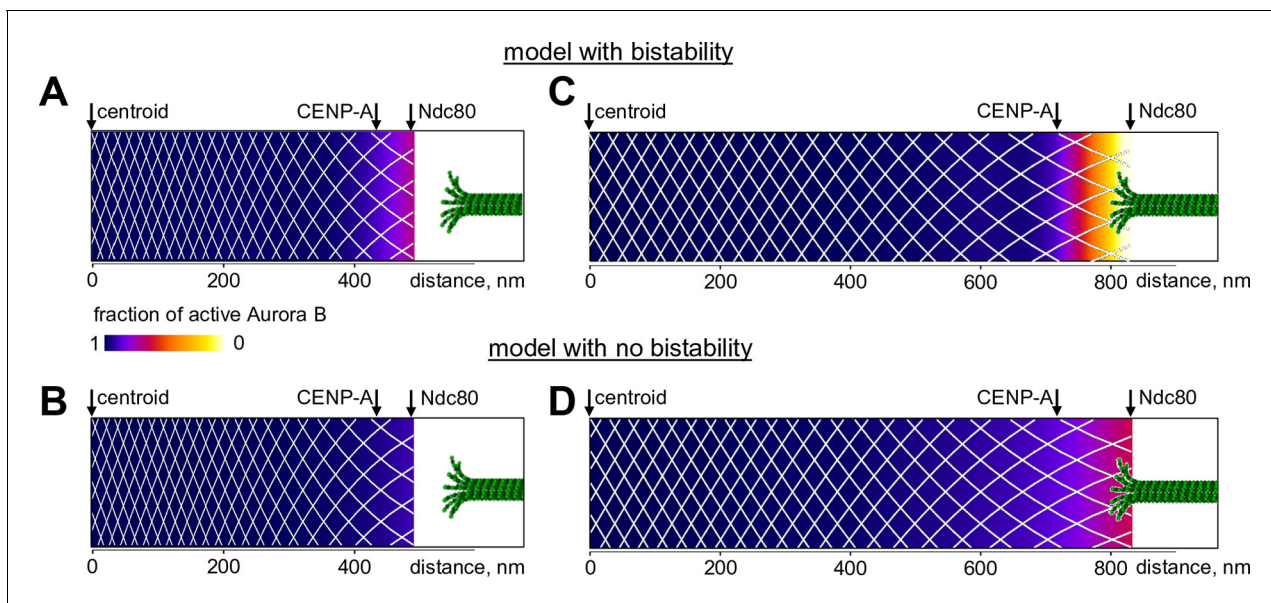 model with bistability
A
centroid CENP-A Ndc80
0 200 400 distance, nm
fraction of active Aurora B
1 0
C
centroid CENP-A Ndc80
0 200 400 600 800 distance, nm
model with no bistability
B
centroid CENP-A Ndc80
0 200 400 distance, nm
D
centroid CENP-A Ndc80
0 200 400 600 800 distance, nm